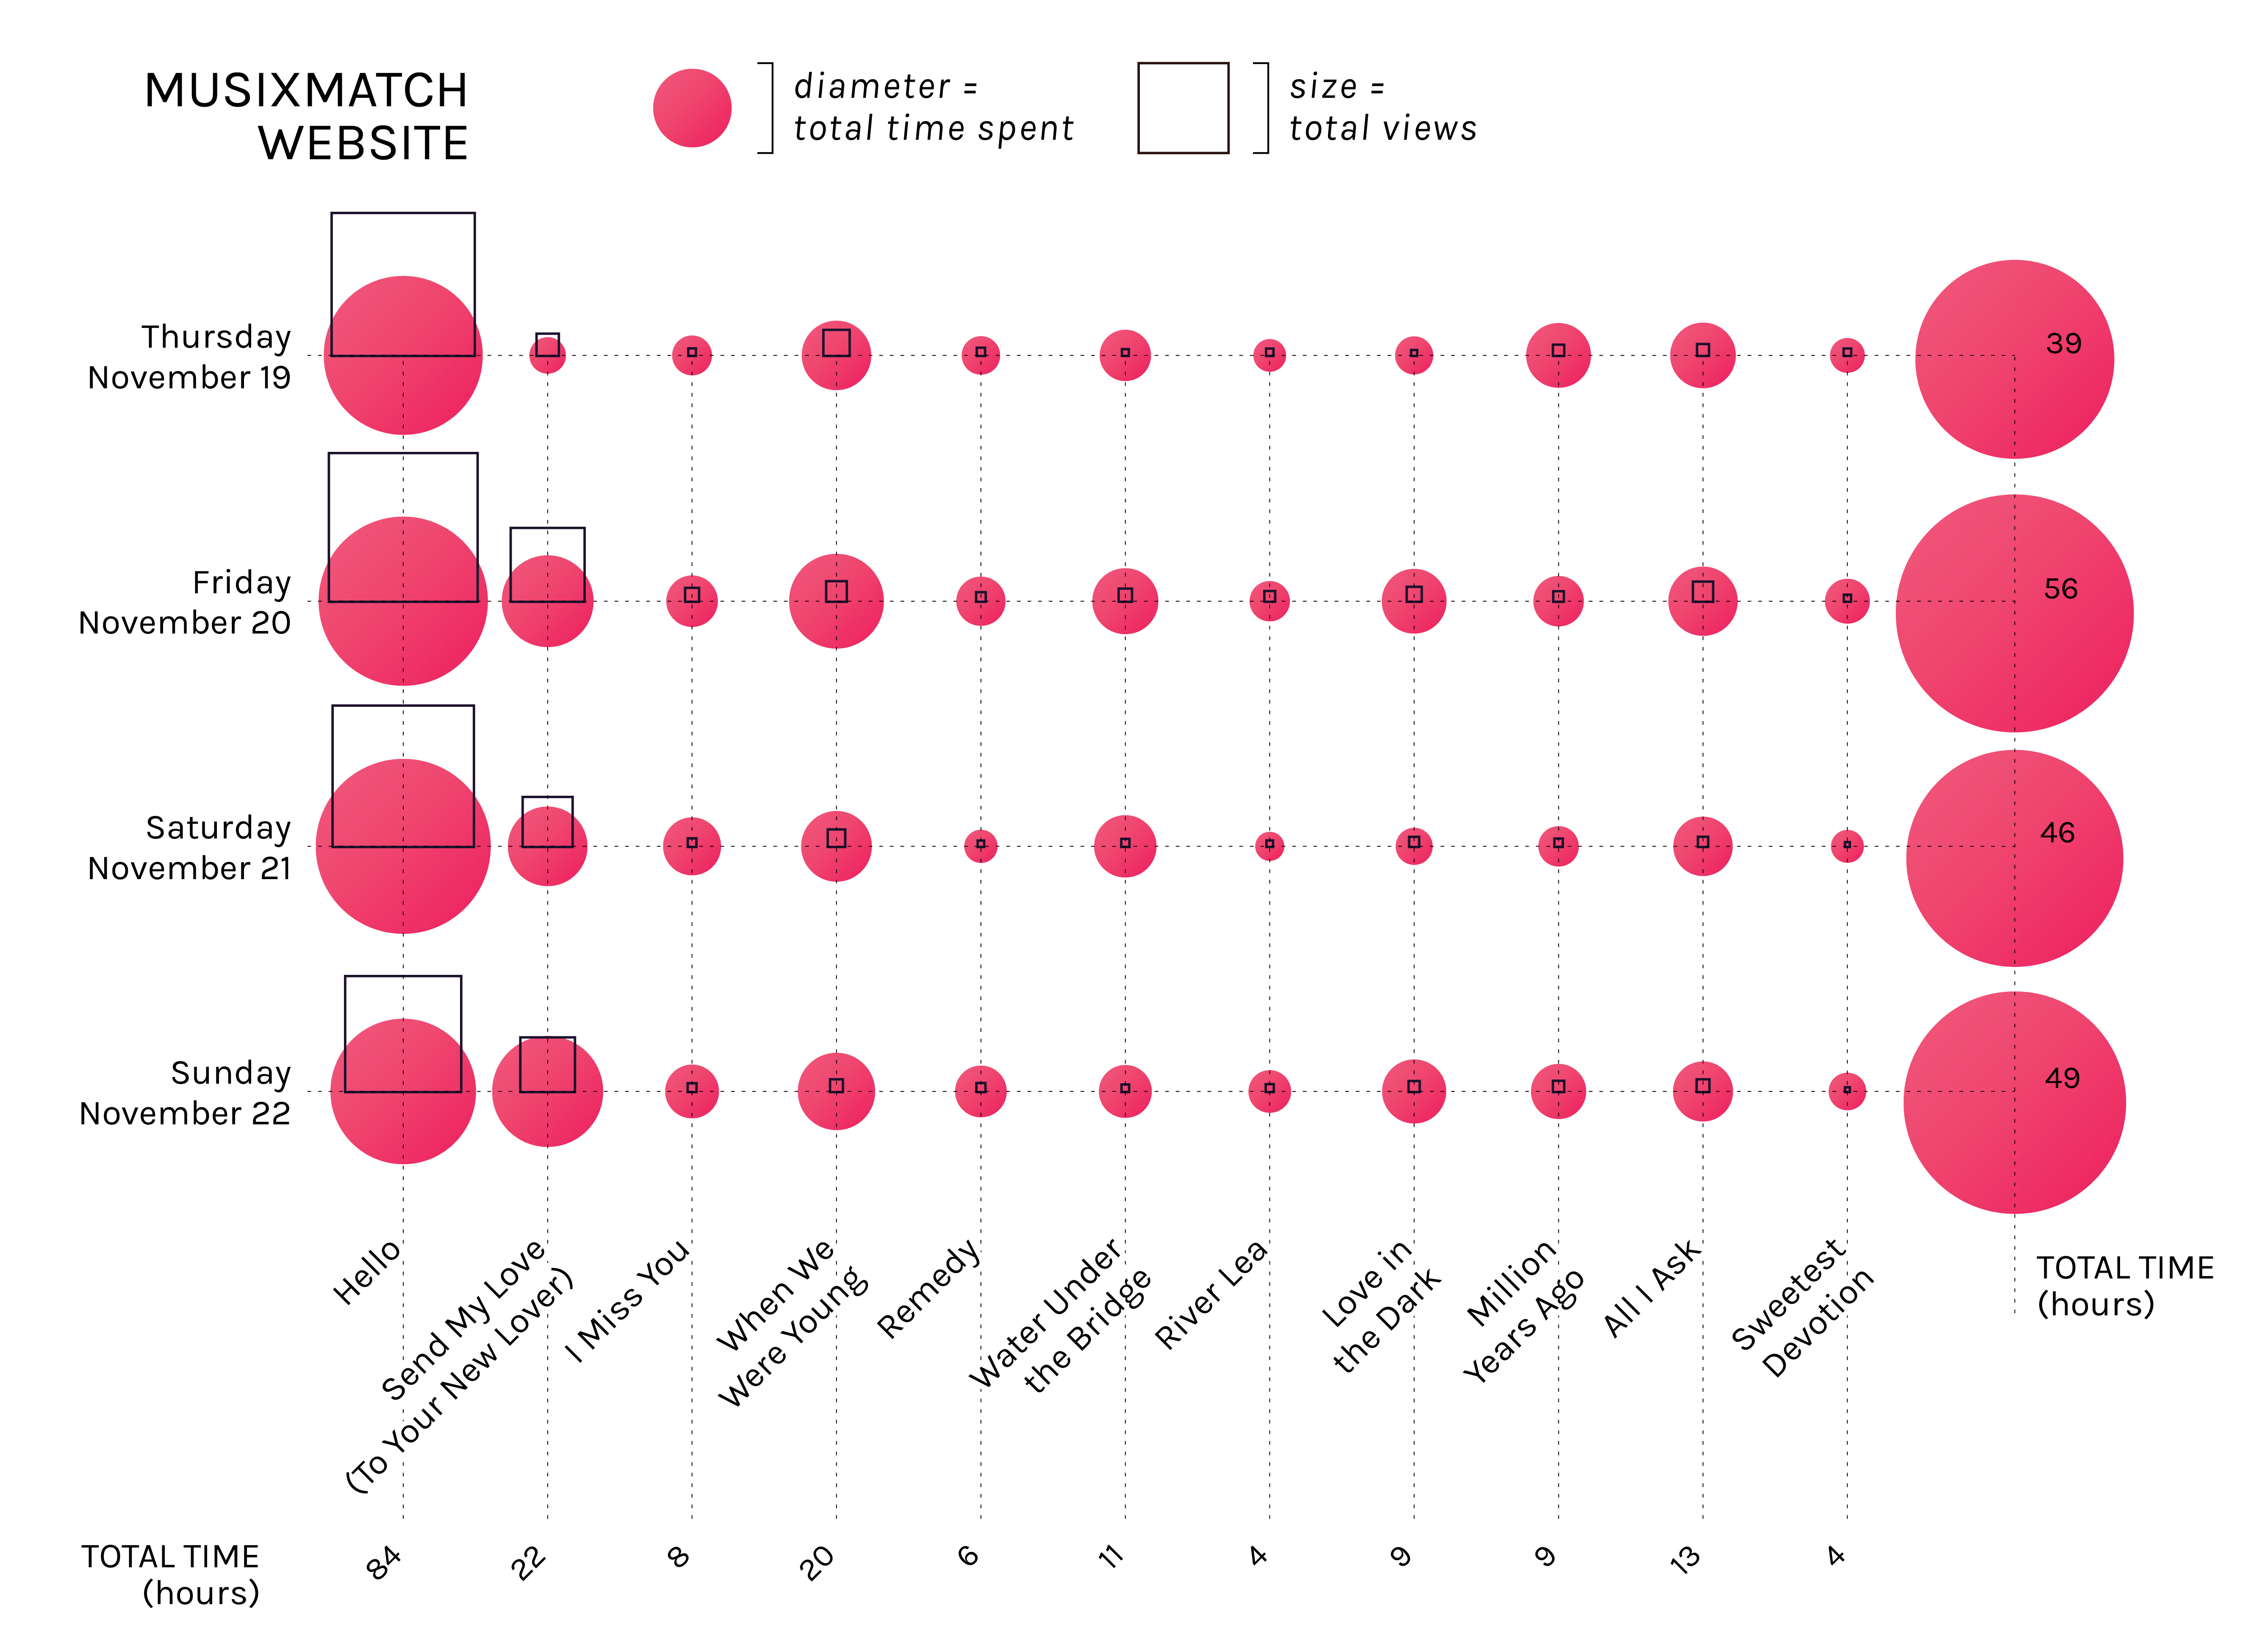 MUSIXMATCH
WEBSITE
diameter =
total time spent
size =
total views
Thursday
November 19
39
Friday
November 20
56
Saturday
November 21
46
Sunday
November 22
49
Hello
Send My Love
(To Your New Lover)
I Miss You
When We
Were Young
Remedy
Water Under
the Bridge
River Lea
Love in
the Dark
Million
Years Ago
All I Ask
Sweetest
Devotion
TOTAL TIME
(hours)
TOTAL TIME
(hours)
84
22
8
20
6
11
4
9
9
13
4